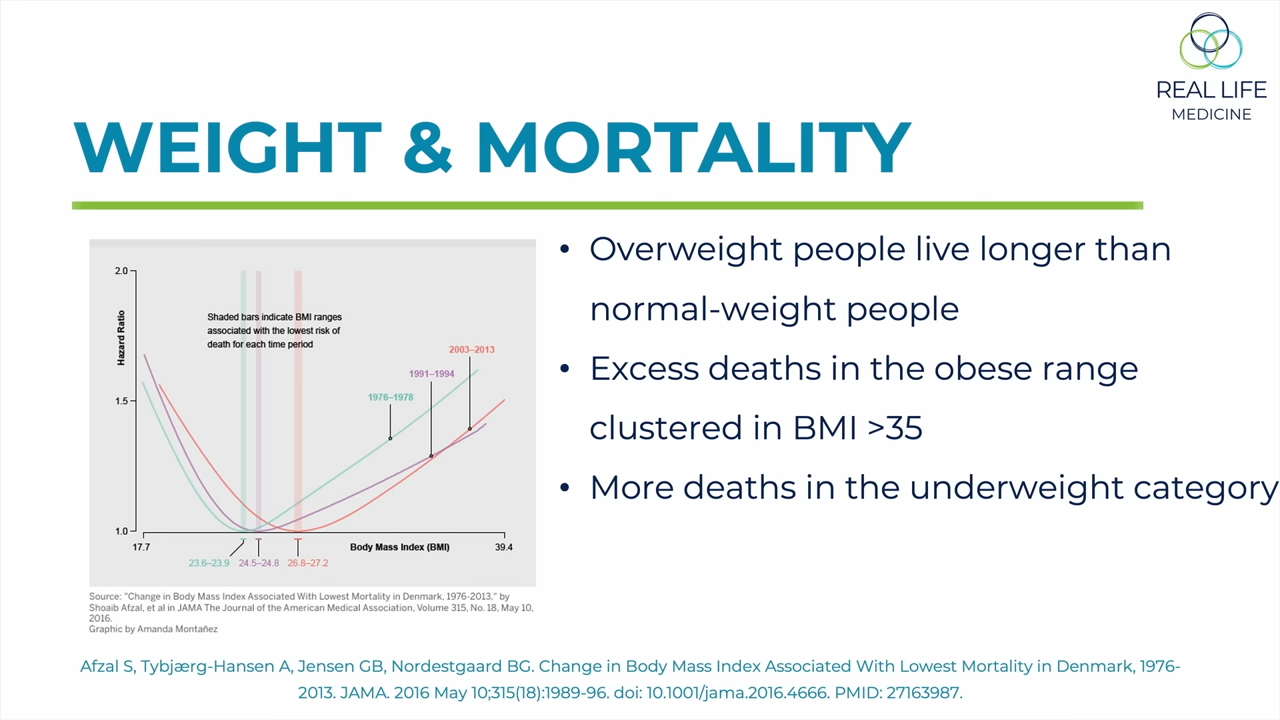 REAL LIFE
MEDICINE
WEIGHT & MORTALITY
2.0
1.5
1.0
Hazard Ratio
Shaded bars indicate BMI ranges
associated with the lowest risk of
death for each time period
2003–2013
1991–1994
1976–1978
17.7
Body Mass Index (BMI)
39.4
23.6–23.9
24.5–24.8
26.8–27.2
Source: "Change in Body Mass Index Associated With Lowest Mortality in Denmark, 1976-2013," by
Shoaib Afzal, et al in JAMA The Journal of the American Medical Association, Volume 315, No. 18, May 10,
2016.
Graphic by Amanda Montañez
• Overweight people live longer than
normal-weight people
• Excess deaths in the obese range
clustered in BMI >35
• More deaths in the underweight category
Afzal S, Tybjærg-Hansen A, Jensen GB, Nordestgaard BG. Change in Body Mass Index Associated With Lowest Mortality in Denmark, 1976-
2013. JAMA. 2016 May 10;315(18):1989-96. doi: 10.1001/jama.2016.4666. PMID: 27163987.